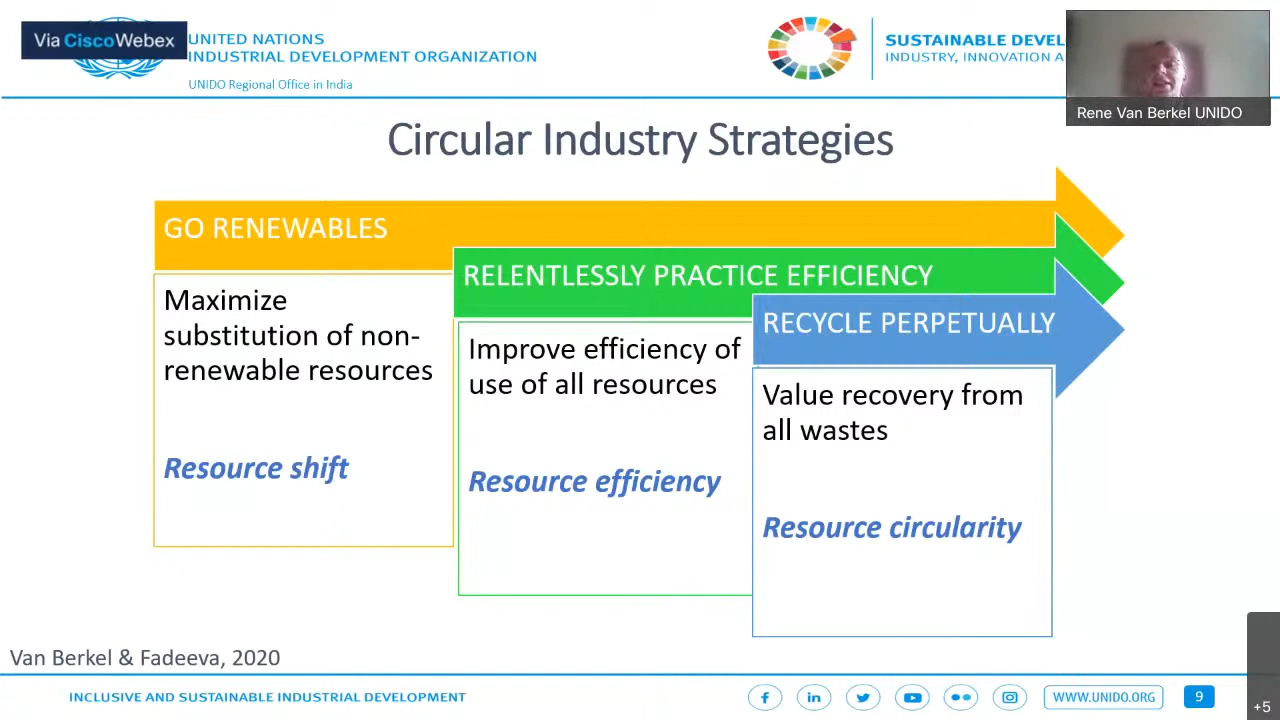 Via CiscoWebex
UNITED NATIONS
INDUSTRIAL DEVELOPMENT ORGANIZATION
UNIDO Regional Office in India
SUSTAINABLE DEVEL
INDUSTRY, INNOVATION A
Rene Van Berkel UNIDO
Circular Industry Strategies
GO RENEWABLES
Maximize
substitution of non-
renewable resources
Resource shift
RELENTLESSLY PRACTICE EFFICIENCY
Improve efficiency of
use of all resources
Resource efficiency
RECYCLE PERPETUALLY
Value recovery from
all wastes
Resource circularity
Van Berkel & Fadeeva, 2020
INCLUSIVE AND SUSTAINABLE INDUSTRIAL DEVELOPMENT
WWW.UNIDO.ORG
9
+5